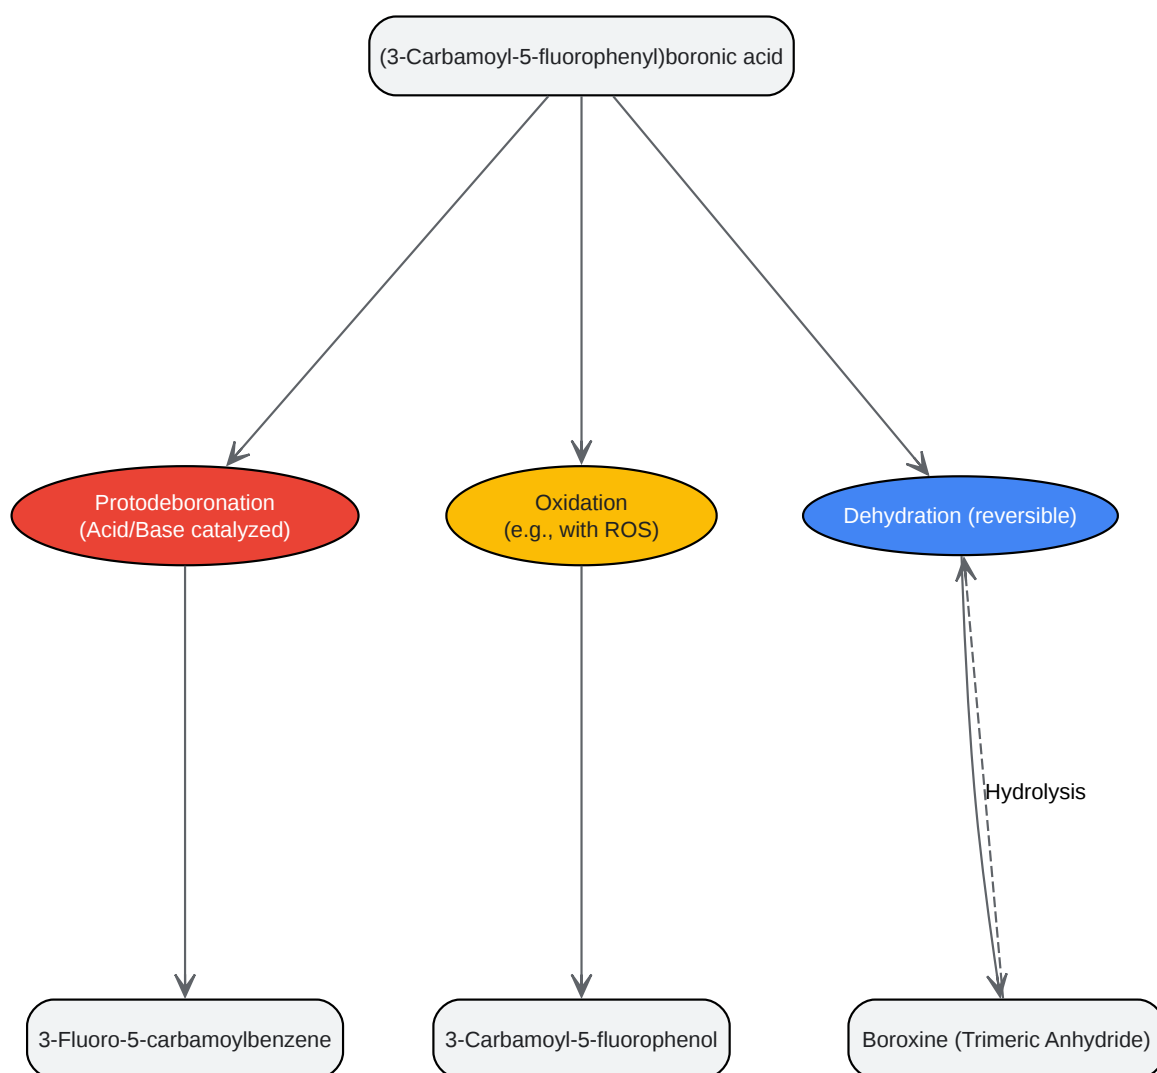 (3-Carbamoyl-5-fluorophenyl)boronic acid
Protodeboronation
(Acid/Base catalyzed)
Oxidation
(e.g., with ROS)
Dehydration (reversible)
Hydrolysis
3-Fluoro-5-carbamoylbenzene
3-Carbamoyl-5-fluorophenol
Boroxine (Trimeric Anhydride)